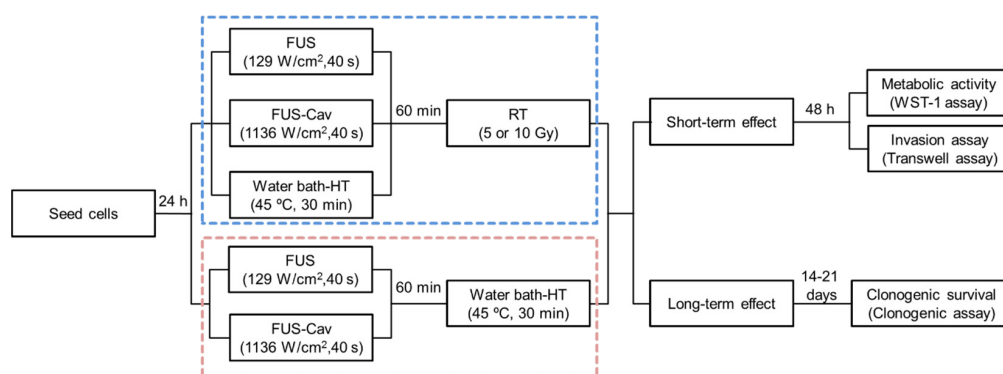 Seed cells
24 h
FUS
(129 W/cm²,40 s)
FUS-Cav
(1136 W/cm²,40 s)
Water bath-HT
(45 ºC, 30 min)
60 min
RT
(5 or 10 Gy)
FUS
(129 W/cm²,40 s)
FUS-Cav
(1136 W/cm²,40 s)
60 min
Water bath-HT
(45 ºC, 30 min)
Short-term effect
48 h
Metabolic activity
(WST-1 assay)
Invasion assay
(Transwell assay)
Long-term effect
14-21
days
Clonogenic survival
(Clonogenic assay)